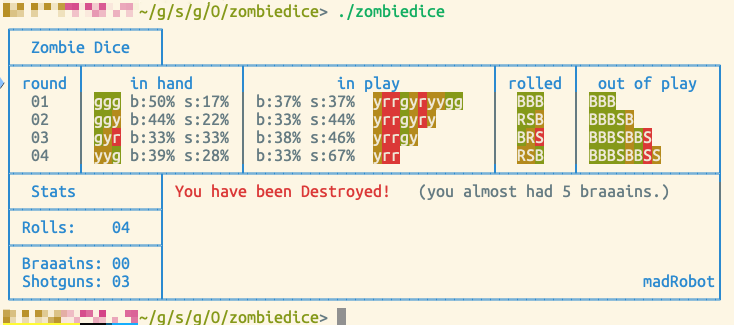 ~/g/s/g/O/zombiedice> ./zombiedice
Zombie Dice
round in hand in play rolled out of play
01 ggg b:50% s:17% b:37% s:37% yrrgyryygg BBB BBB
02 ggy b:44% s:22% b:33% s:44% yrrgyry RSB BBBSB
03 gyr b:33% s:33% b:38% s:46% yrrgy BRS BBBSBBS
04 yyg b:39% s:28% b:33% s:67% yrr RSB BBBSBBSSS
Stats You have been Destroyed! (you almost had 5 braaains.)
Rolls: 04
Braaains: 00
Shotguns: 03 madRobot
~/g/s/g/O/zombiedice>